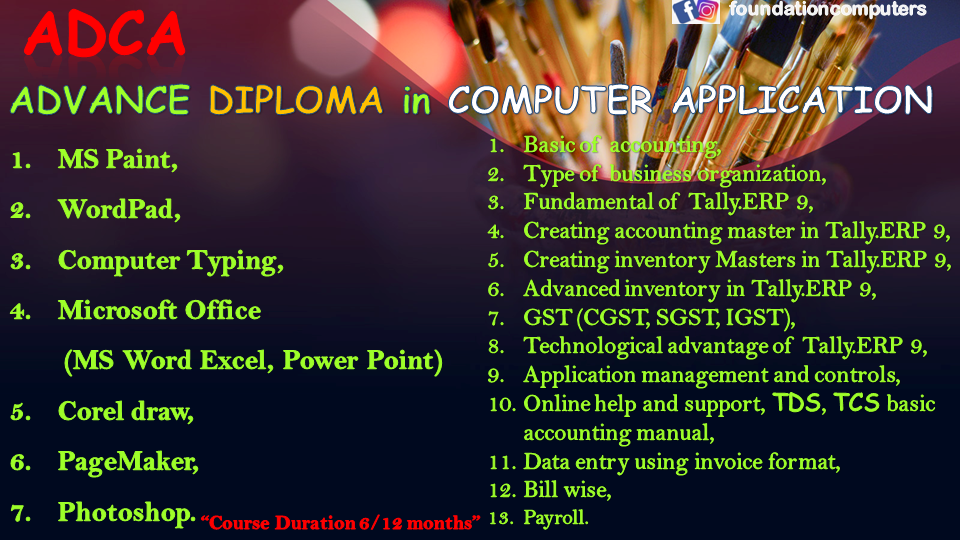 ADCA
foundationcomputers
ADVANCE DIPLOMA in COMPUTER APPLICATION
1. MS Paint,
2. WordPad,
3. Computer Typing,
4. Microsoft Office
(MS Word Excel, Power Point)
5. Corel draw,
6. PageMaker,
7. Photoshop.
"Course Duration 6/12 months"
1. Basic of accounting,
2. Type of business organization,
3. Fundamental of Tally.ERP 9,
4. Creating accounting master in Tally.ERP 9,
5. Creating inventory Masters in Tally.ERP 9,
6. Advanced inventory in Tally.ERP 9,
7. GST (CGST, SGST, IGST),
8. Technological advantage of Tally.ERP 9,
9. Application management and controls,
10. Online help and support, TDS, TCS basic
accounting manual,
11. Data entry using invoice format,
12. Bill wise,
13. Payroll.